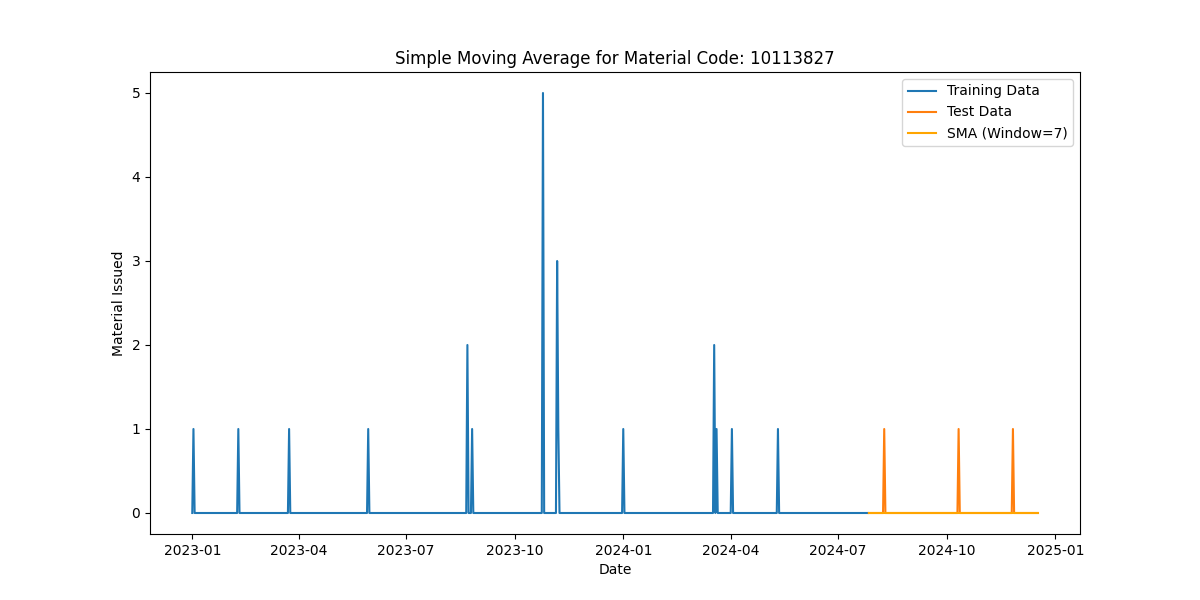 Simple Moving Average for Material Code: 10113827
Training Data
Test Data
SMA (Window=7)
Material Issued
5
4
3
2
1
0
2023-01 2023-04 2023-07 2023-10 2024-01 2024-04 2024-07 2024-10 2025-01
Date